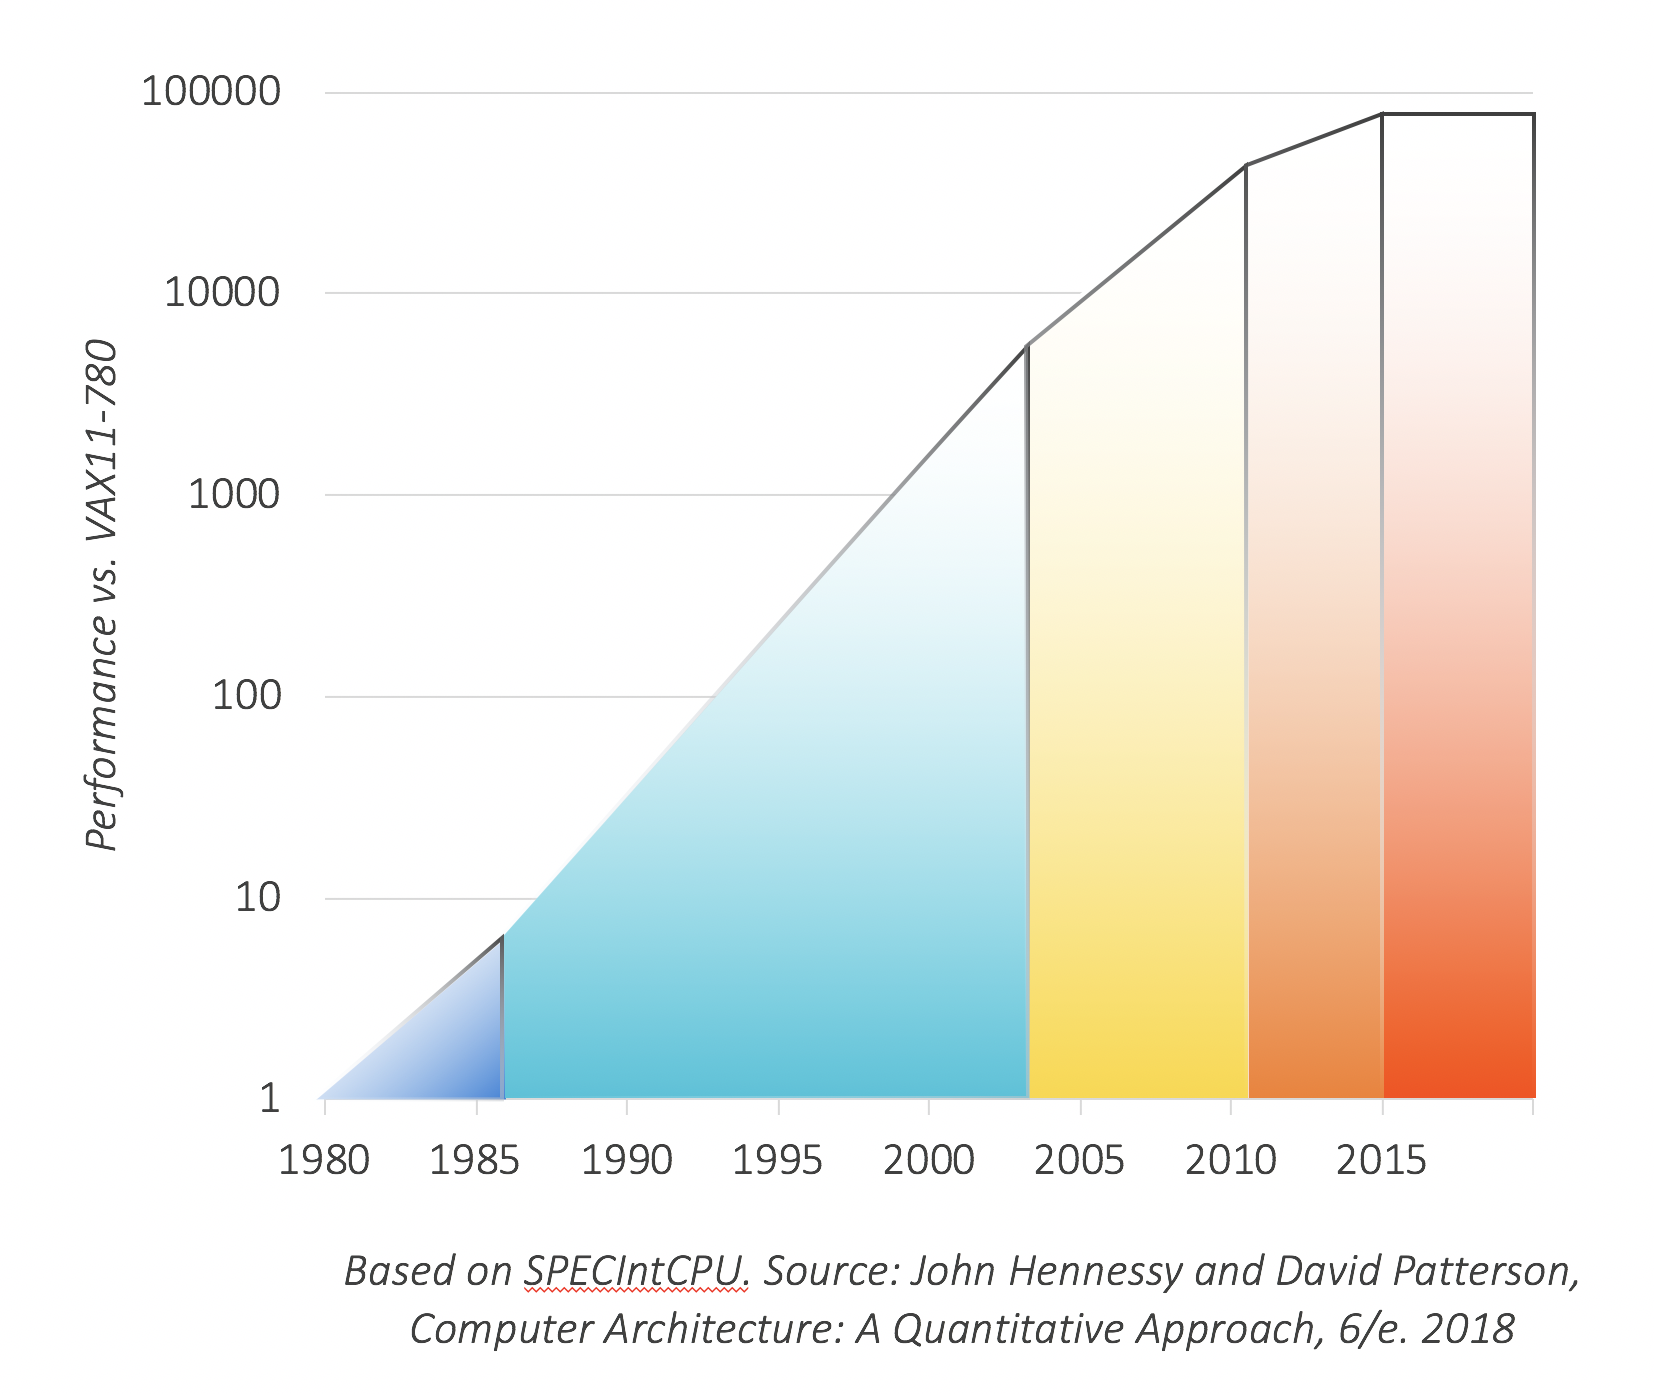 100000
10000
1000
100
10
1
Performance vs. VAX11-780
1980 1985 1990 1995 2000 2005 2010 2015
Based on SPECIntCPU. Source: John Hennessy and David Patterson,
Computer Architecture: A Quantitative Approach, 6/e. 2018